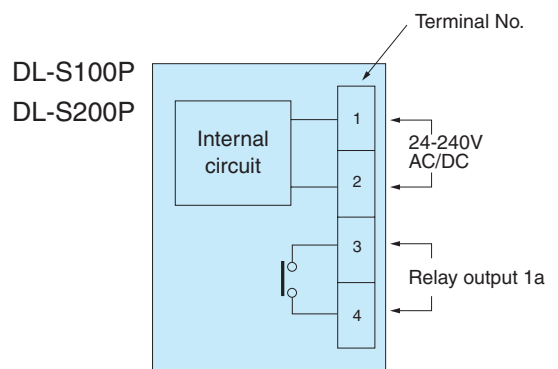 Terminal No.
DL-S100P
DL-S200P
Internal
circuit
1
2
3
4
24-240V
AC/DC
Relay output 1a